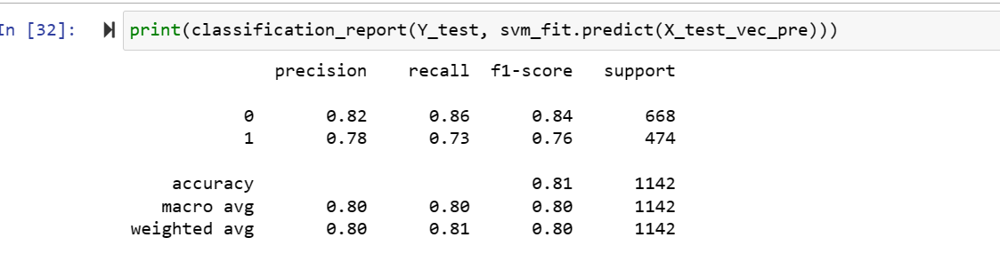 In [32]: print(classification_report(Y_test, svm_fit.predict(X_test_vec_pre)))
precision recall f1-score support
0 0.82 0.86 0.84 668
1 0.78 0.73 0.76 474
accuracy 0.81 1142
macro avg 0.80 0.80 0.80 1142
weighted avg 0.80 0.81 0.80 1142